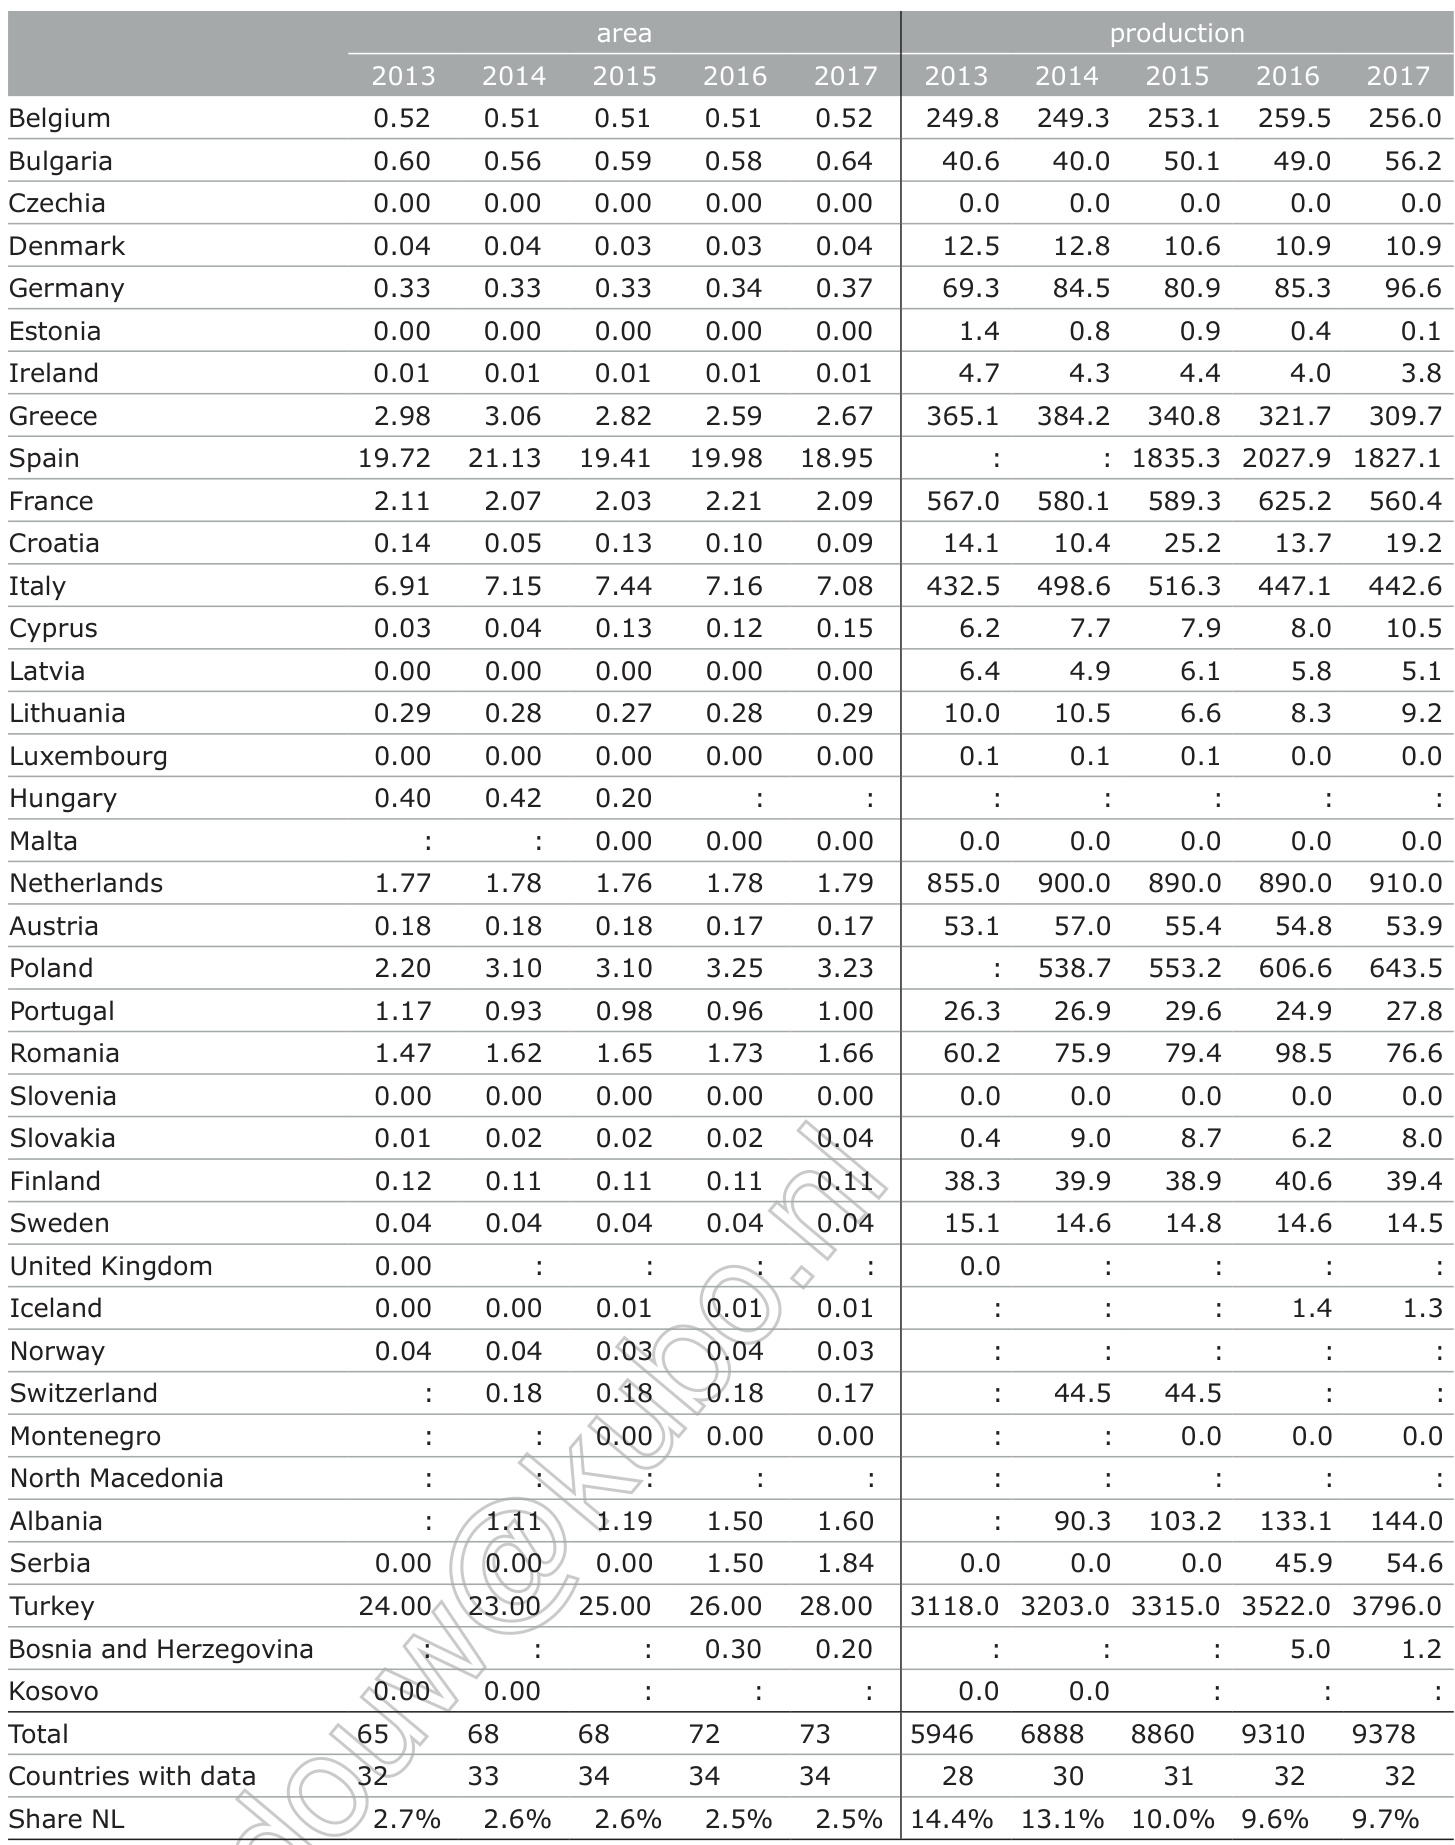 area production
2013 2014 2015 2016 2017 2013 2014 2015 2016 2017
Belgium 0.52 0.51 0.51 0.51 0.52 249.8 249.3 253.1 259.5 256.0
Bulgaria 0.60 0.56 0.59 0.58 0.64 40.6 40.0 50.1 49.0 56.2
Czechia 0.00 0.00 0.00 0.00 0.00 0.0 0.0 0.0 0.0 0.0
Denmark 0.04 0.04 0.03 0.03 0.04 12.5 12.8 10.6 10.9 10.9
Germany 0.33 0.33 0.33 0.34 0.37 69.3 84.5 80.9 85.3 96.6
Estonia 0.00 0.00 0.00 0.00 0.00 1.4 0.8 0.9 0.4 0.1
Ireland 0.01 0.01 0.01 0.01 0.01 4.7 4.3 4.4 4.0 3.8
Greece 2.98 3.06 2.82 2.59 2.67 365.1 384.2 340.8 321.7 309.7
Spain 19.72 21.13 19.41 19.98 18.95 : : 1835.3 2027.9 1827.1
France 2.11 2.07 2.03 2.21 2.09 567.0 580.1 589.3 625.2 560.4
Croatia 0.14 0.05 0.13 0.10 0.09 14.1 10.4 25.2 13.7 19.2
Italy 6.91 7.15 7.44 7.16 7.08 432.5 498.6 516.3 447.1 442.6
Cyprus 0.03 0.04 0.13 0.12 0.15 6.2 7.7 7.9 8.0 10.5
Latvia 0.00 0.00 0.00 0.00 0.00 6.4 4.9 6.1 5.8 5.1
Lithuania 0.29 0.28 0.27 0.28 0.29 10.0 10.5 6.6 8.3 9.2
Luxembourg 0.00 0.00 0.00 0.00 0.00 0.1 0.1 0.1 0.0 0.0
Hungary 0.40 0.42 0.20 : : : : : : :
Malta : : 0.00 0.00 0.00 0.0 0.0 0.0 0.0 0.0
Netherlands 1.77 1.78 1.76 1.78 1.79 855.0 900.0 890.0 890.0 910.0
Austria 0.18 0.18 0.18 0.17 0.17 53.1 57.0 55.4 54.8 53.9
Poland 2.20 3.10 3.10 3.25 3.23 : 538.7 553.2 606.6 643.5
Portugal 1.17 0.93 0.98 0.96 1.00 26.3 26.9 29.6 24.9 27.8
Romania 1.47 1.62 1.65 1.73 1.66 60.2 75.9 79.4 98.5 76.6
Slovenia 0.00 0.00 0.00 0.00 0.00 0.0 0.0 0.0 0.0 0.0
Slovakia 0.01 0.02 0.02 0.02 0.04 0.4 9.0 8.7 6.2 8.0
Finland 0.12 0.11 0.11 0.11 0.11 38.3 39.9 38.9 40.6 39.4
Sweden 0.04 0.04 0.04 0.04 0.04 15.1 14.6 14.8 14.6 14.5
United Kingdom 0.00 : : : : 0.0 : : : :
Iceland 0.00 0.00 0.01 0.01 0.01 : : : 1.4 1.3
Norway 0.04 0.04 0.03 0.04 0.03 : : : : :
Switzerland : 0.18 0.18 0.18 0.17 : 44.5 44.5 : :
Montenegro : : 0.00 0.00 0.00 : : 0.0 0.0 0.0
North Macedonia : : : : : : : : : :
Albania : 1.11 1.19 1.50 1.60 : 90.3 103.2 133.1 144.0
Serbia 0.00 0.00 0.00 1.50 1.84 0.0 0.0 0.0 45.9 54.6
Turkey 24.00 23.00 25.00 26.00 28.00 3118.0 3203.0 3315.0 3522.0 3796.0
Bosnia and Herzegovina : : : 0.30 0.20 : : : 5.0 1.2
Kosovo 0.00 0.00 : : : 0.0 0.0 : : :
Total 65 68 68 72 73 5946 6888 8860 9310 9378
Countries with data 32 33 34 34 34 28 30 31 32 32
Share NL 2.7% 2.6% 2.6% 2.5% 2.5% 14.4% 13.1% 10.0% 9.6% 9.7%
douw@kubo.nl